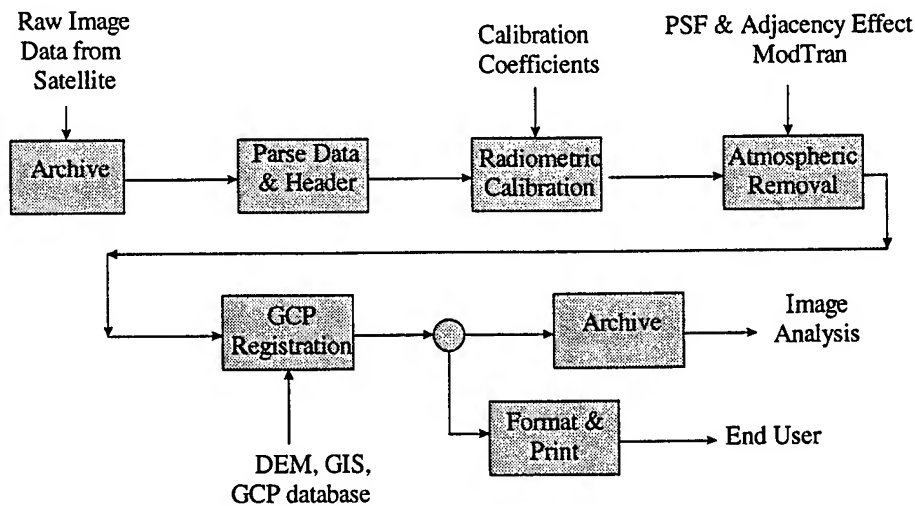 Raw Image
Data from
Satellite
Calibration
Coefficients
PSF & Adjacency Effect
ModTran
Archive
Parse Data
& Header
Radiometric
Calibration
Atmospheric
Removal
GCP
Registration
Archive
Image
Analysis
Format &
Print
End User
DEM, GIS,
GCP database